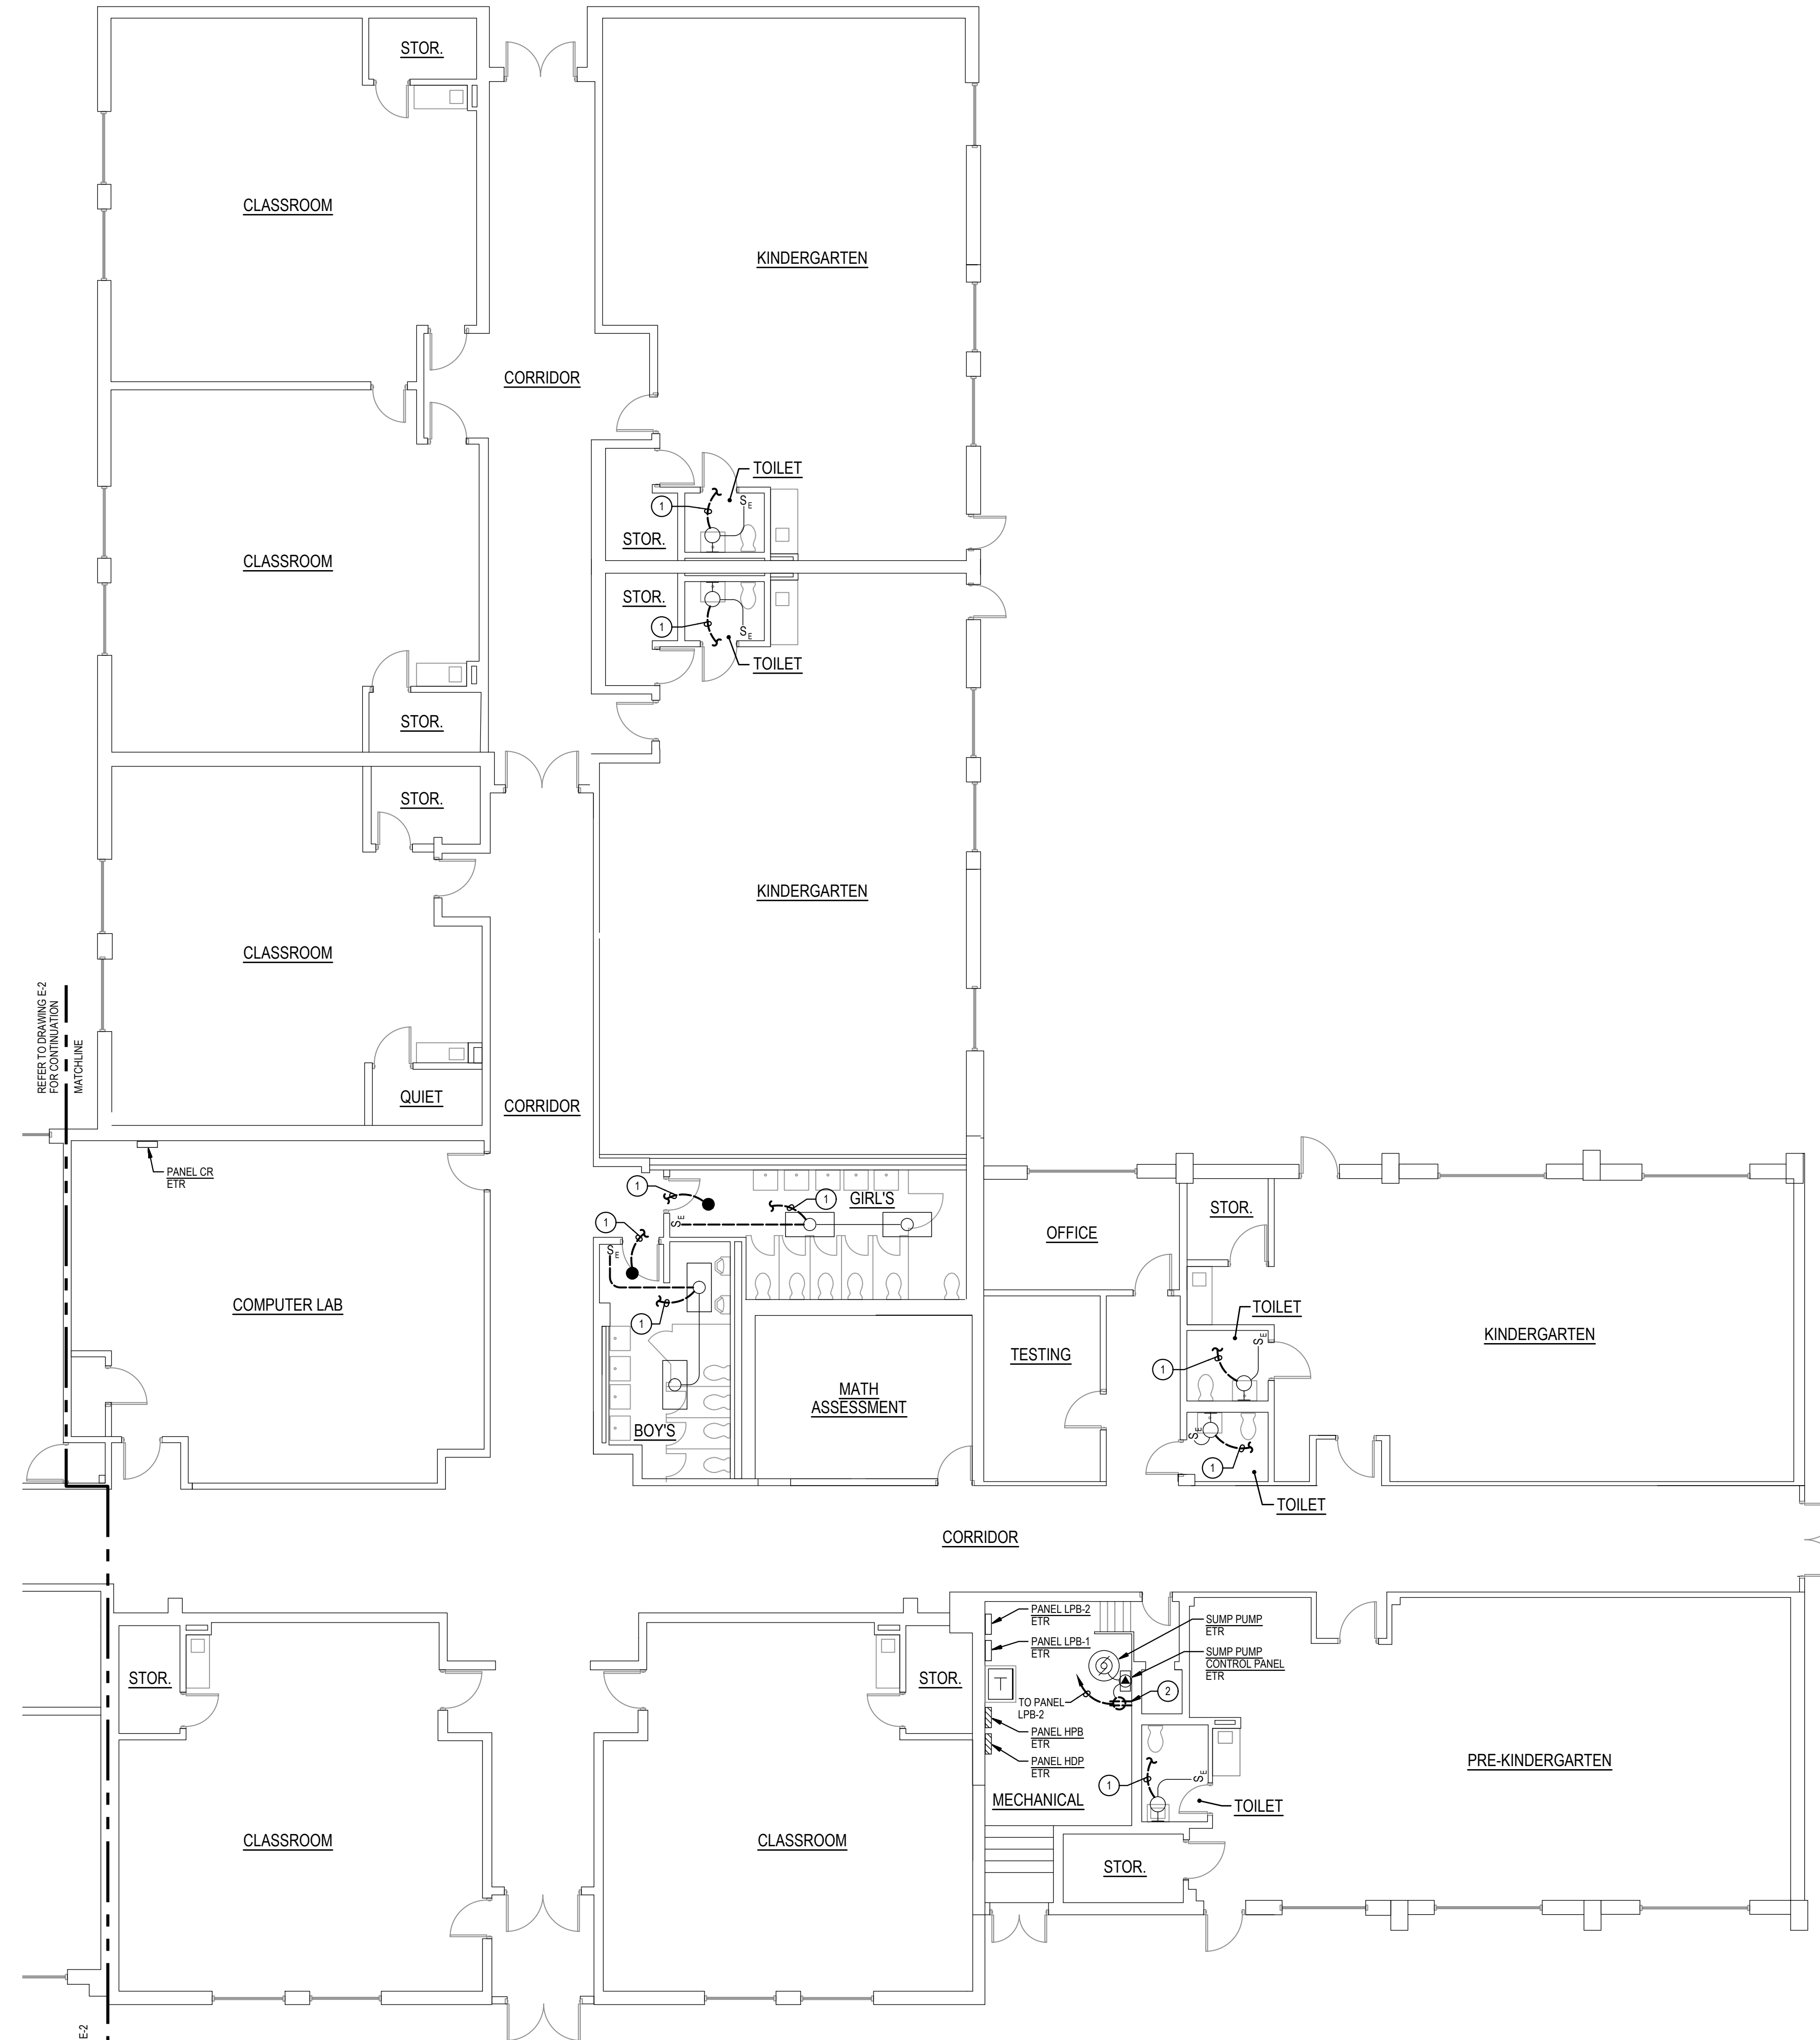 STOR.
CLASSROOM
KINDERGARTEN
CORRIDOR
TOILET
1
S E
STOR.
CLASSROOM
STOR.
1
S E
TOILET
STOR.
STOR.
KINDERGARTEN
CLASSROOM
REFER TO DRAWING E-2
FOR CONTINUATION
MATCHLINE
QUIET
CORRIDOR
PANEL CR
ETR
1
1
GIRL'S
S E
1
S E
STOR.
OFFICE
COMPUTER LAB
1
TOILET
S E
KINDERGARTEN
TESTING
1
MATH
ASSESSMENT
BOY'S
S E
1
TOILET
CORRIDOR
PANEL LPB-2
ETR
SUMP PUMP
ETR
PANEL LPB-1
ETR
SUMP PUMP
CONTROL PANEL
ETR
STOR.
STOR.
T
2
TO PANEL
LPB-2
PANEL HPB
ETR
PANEL HDP
ETR
PRE-KINDERGARTEN
1
S E
MECHANICAL
TOILET
CLASSROOM
CLASSROOM
STOR.
E-2